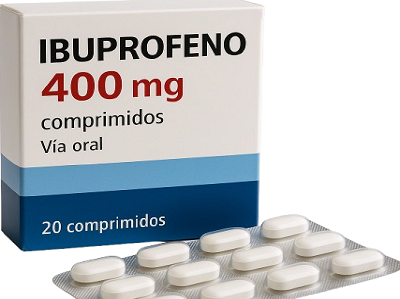 IBUPROFENO
400 mg
comprimidos
Vía oral
20 comprimidos